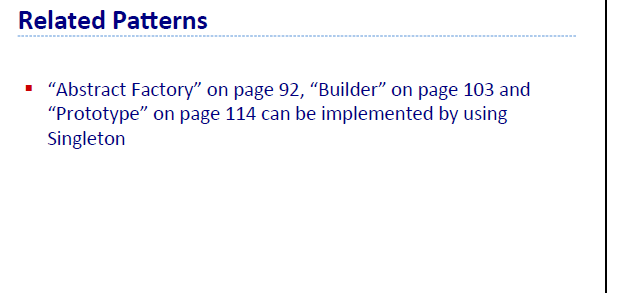 Related Patterns
▪ “Abstract Factory” on page 92, “Builder” on page 103 and
“Prototype” on page 114 can be implemented by using
Singleton